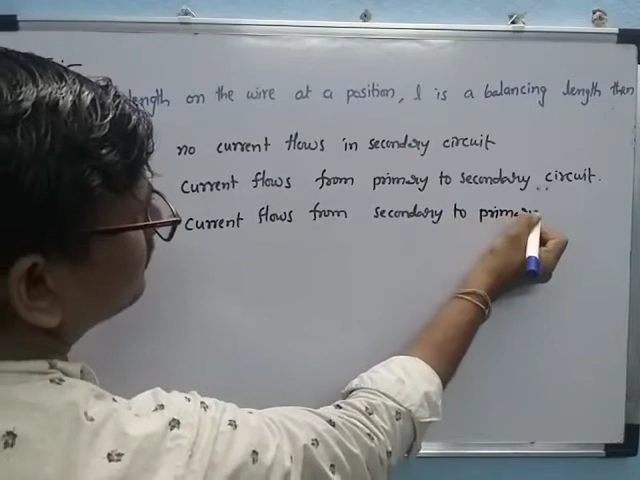 length on the wire at a position, l is a balancing length then
no current flows in secondary circuit
current flows from primary to secondary circuit.
current flows from secondary to primary